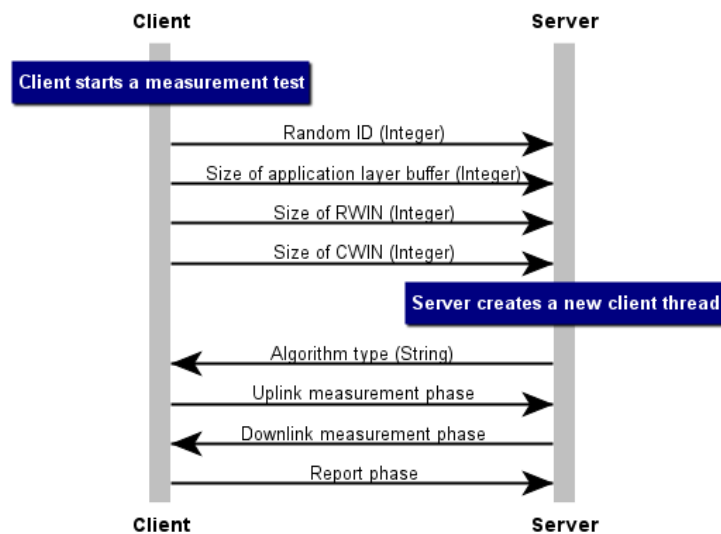 Client Server
Client starts a measurement test
Random ID (Integer)
Size of application layer buffer (Integer)
Size of RWIN (Integer)
Size of CWIN (Integer)
Server creates a new client thread
Algorithm type (String)
Uplink measurement phase
Downlink measurement phase
Report phase
Client Server